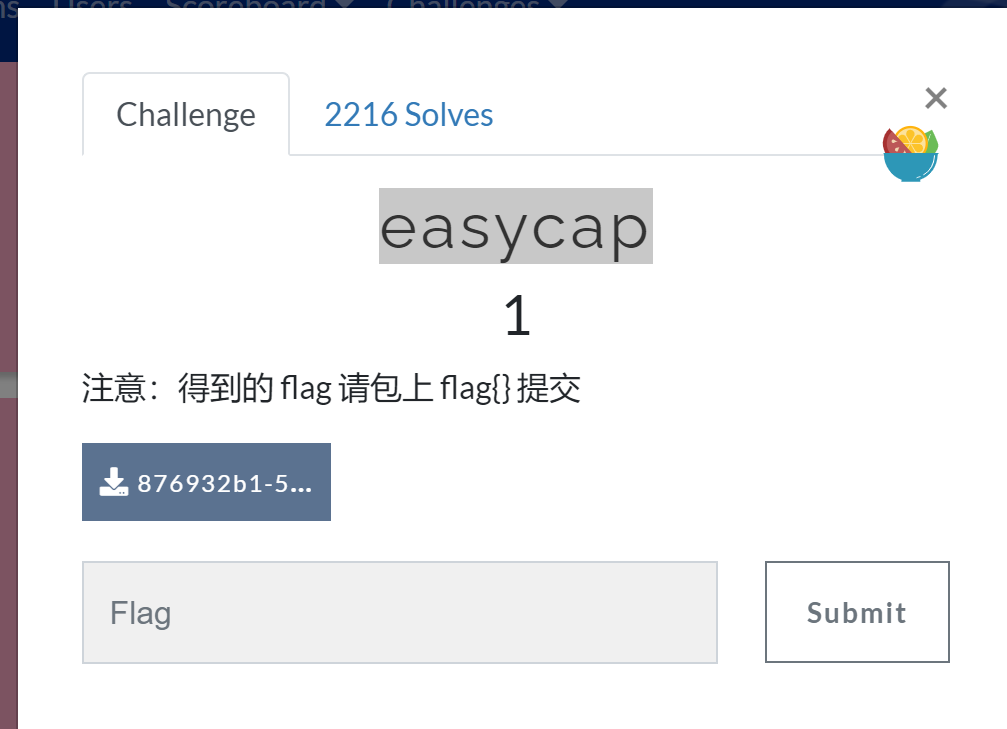 Users Scoreboard Challenges
Challenge 2216 Solves
easycap
1
注意：得到的 flag 请包上 flag{} 提交
876932b1-5...
Flag Submit